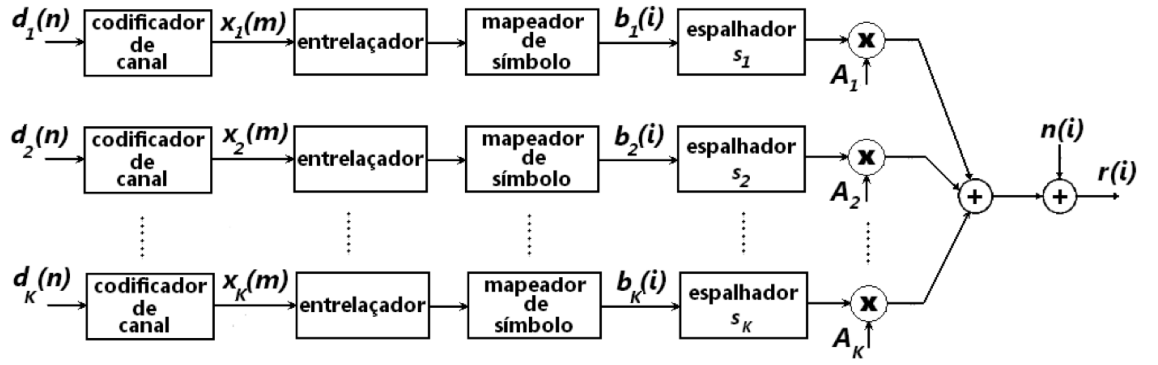 d1(n)
codificador
de
canal
x1(m)
entrelaçador
mapeador
de
símbolo
b1(i)
espalhador
s1
x
A1
d2(n)
codificador
de
canal
x2(m)
entrelaçador
mapeador
de
símbolo
b2(i)
espalhador
s2
x
A2
n(i)
+
+
r(i)
dK(n)
codificador
de
canal
xK(m)
entrelaçador
mapeador
de
símbolo
bK(i)
espalhador
sK
x
AK